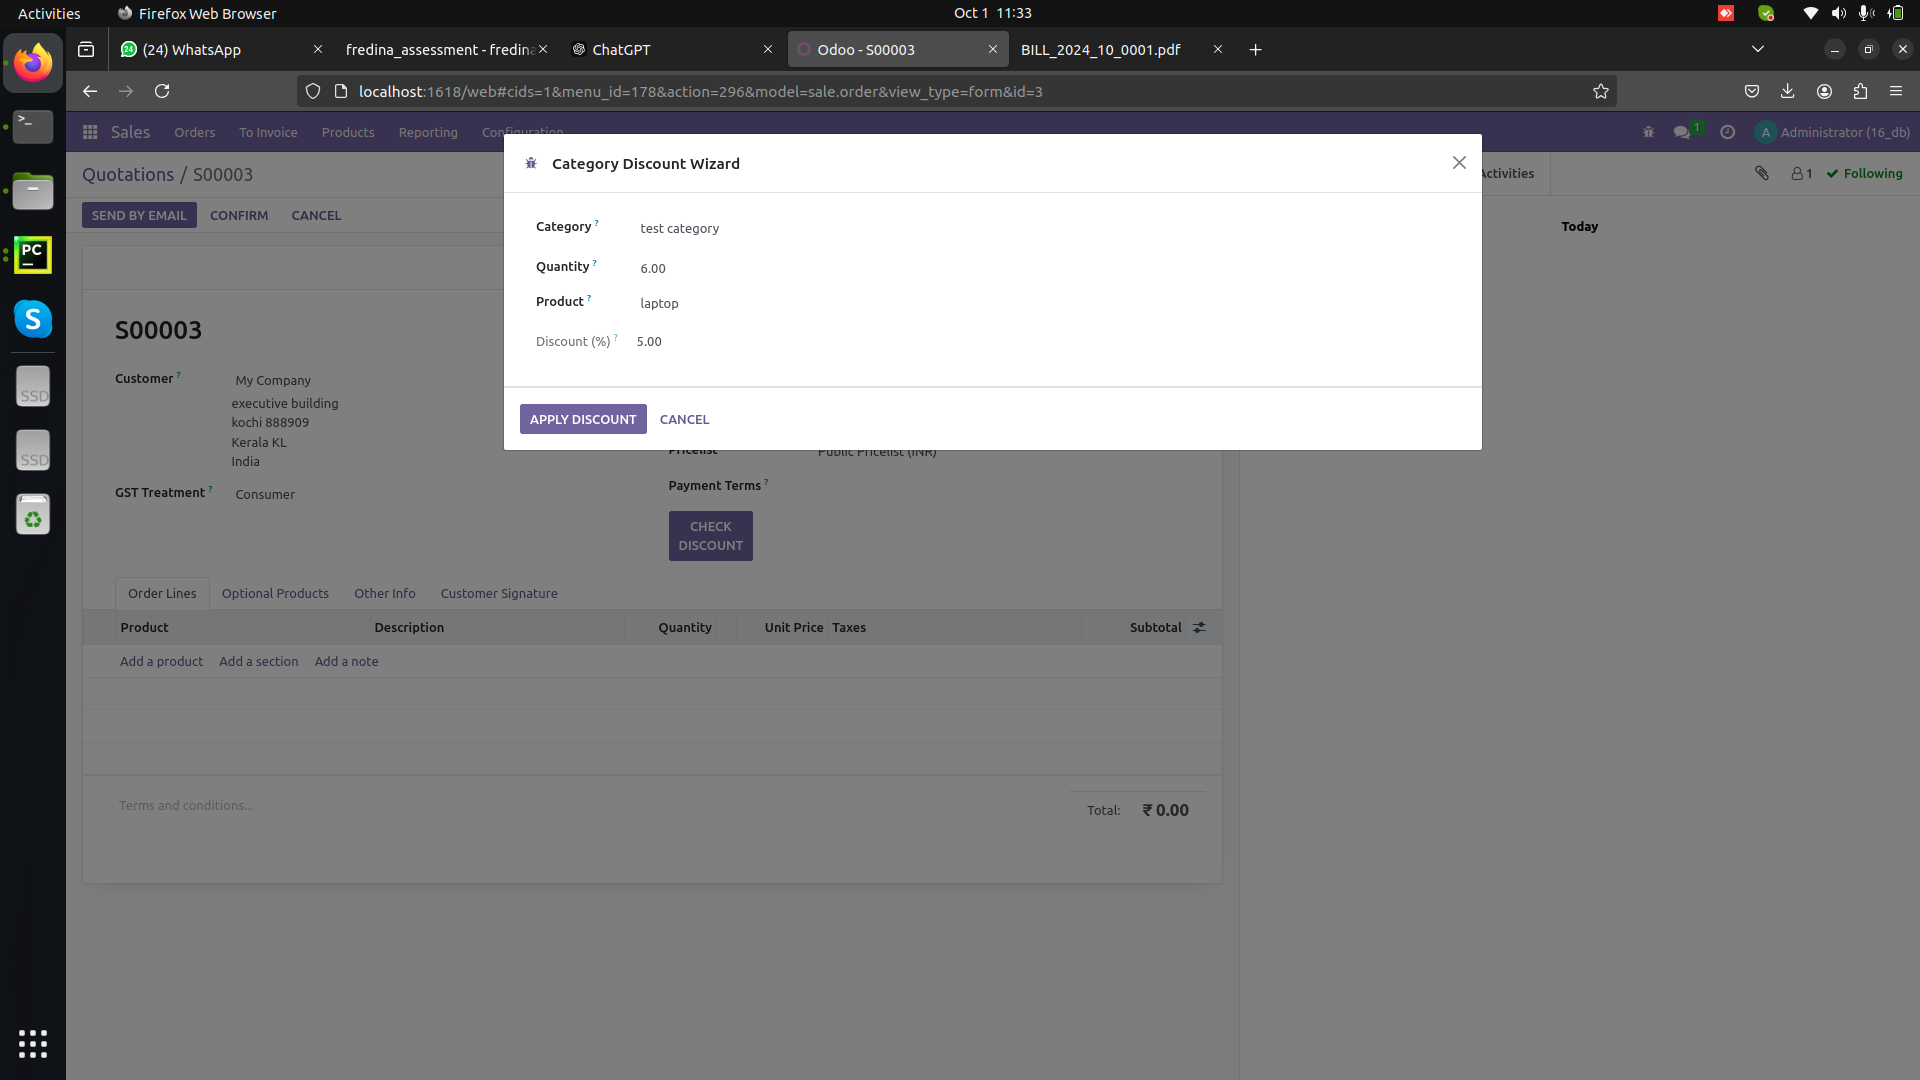 Activities
Firefox Web Browser
Oct 1 11:33
(24) WhatsApp
fredina_assessment - fredina
ChatGPT
Odoo - S00003
BILL_2024_10_0001.pdf
localhost:1618/web#cids=1&menu_id=178&action=296&model=sale.order&view_type=form&id=3
Sales
Orders
To Invoice
Products
Reporting
Configuration
1
A
Administrator (16_db)
Quotations / S00003
Activities
1
Following
SEND BY EMAIL
CONFIRM
CANCEL
Today
Category Discount Wizard
Category ?
test category
Quantity ?
6.00
Product ?
laptop
Discount (%) ?
5.00
APPLY DISCOUNT
CANCEL
S00003
Customer ?
My Company
executive building
kochi 888909
Kerala KL
India
GST Treatment ?
Consumer
Pricelist
Public Pricelist (INR)
Payment Terms ?
CHECK
DISCOUNT
Order Lines
Optional Products
Other Info
Customer Signature
Product
Description
Quantity
Unit Price
Taxes
Subtotal
Add a product
Add a section
Add a note
Terms and conditions...
Total:
₹ 0.00
PC
S
SSD
SSD